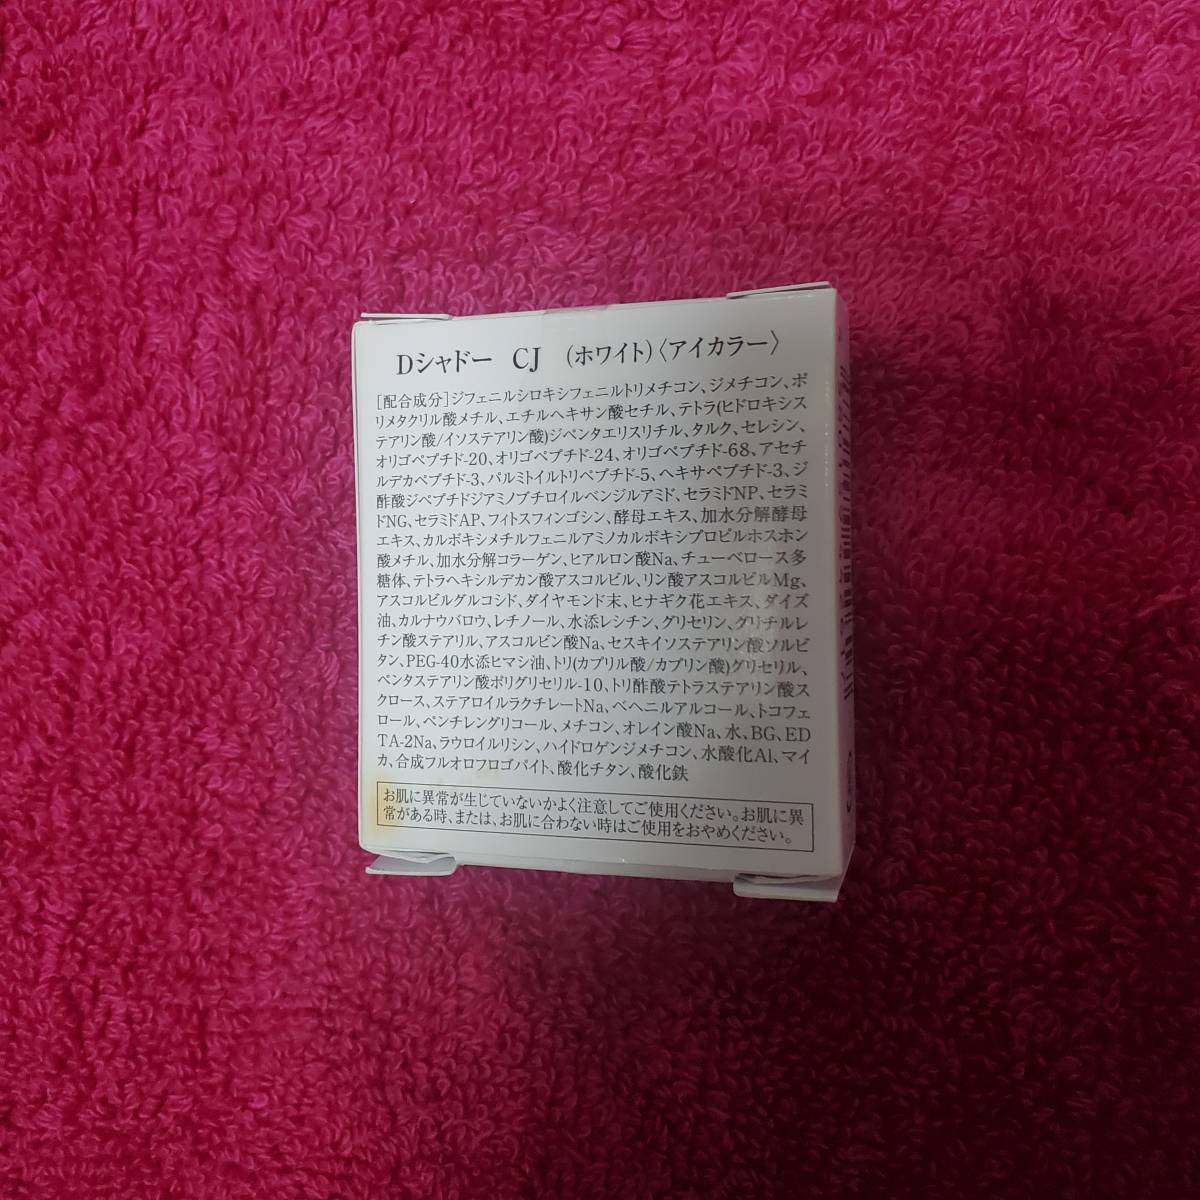 Dシャドー　CJ　（ホワイト）〈アイカラー〉
［配合成分］ジフェニルシロキシフェニルトリメチコン、ジメチコン、ポ
リメタクリル酸メチル、エチルヘキサン酸セチル、テトラ（ヒドロキシス
テアリン酸/イソステアリン酸）ジペンタエリスリチル、タルク、セレシン、
オリゴペプチド-20、オリゴペプチド-24、オリゴペプチド-68、アセチ
ルデカペプチド-3、パルミトイルトリペプチド-5、ヘキサペプチド-3、ジ
酢酸ジペプチドジアミノブチロイルベンジルアミド、セラミドNP、セラミ
ドNG、セラミドAP、フィトスフィンゴシン、酵母エキス、加水分解酵母
エキス、カルボキシメチルフェニルアミノカルボキシプロピルホスホン
酸メチル、加水分解コラーゲン、ヒアルロン酸Na、チューベロース多
糖体、テトラヘキシルデカン酸アスコルビル、リン酸アスコルビルMg、
アスコルビルグルコシド、ダイヤモンド末、ヒナギク花エキス、ダイズ
油、カルナウバロウ、レチノール、水添レシチン、グリセリン、グリチルレ
チン酸ステアリル、アスコルビン酸Na、セスキイソステアリン酸ソルビ
タン、PEG-40水添ヒマシ油、トリ（カプリル酸/カプリン酸）グリセリル、
ペンタステアリン酸ポリグリセリル-10、トリ酢酸テトラステアリン酸ス
クロース、ステアロイルラクチレートNa、ベヘニルアルコール、トコフェ
ロール、ペンチレングリコール、メチコン、オレイン酸Na、水、BG、ED
TA-2Na、ラウロイルリシン、ハイドロゲンジメチコン、水酸化Al、マイ
カ、合成フルオロフロゴパイト、酸化チタン、酸化鉄
お肌に異常が生じていないかよく注意してご使用ください。お肌に異
常がある時、または、お肌に合わない時はご使用をおやめください。